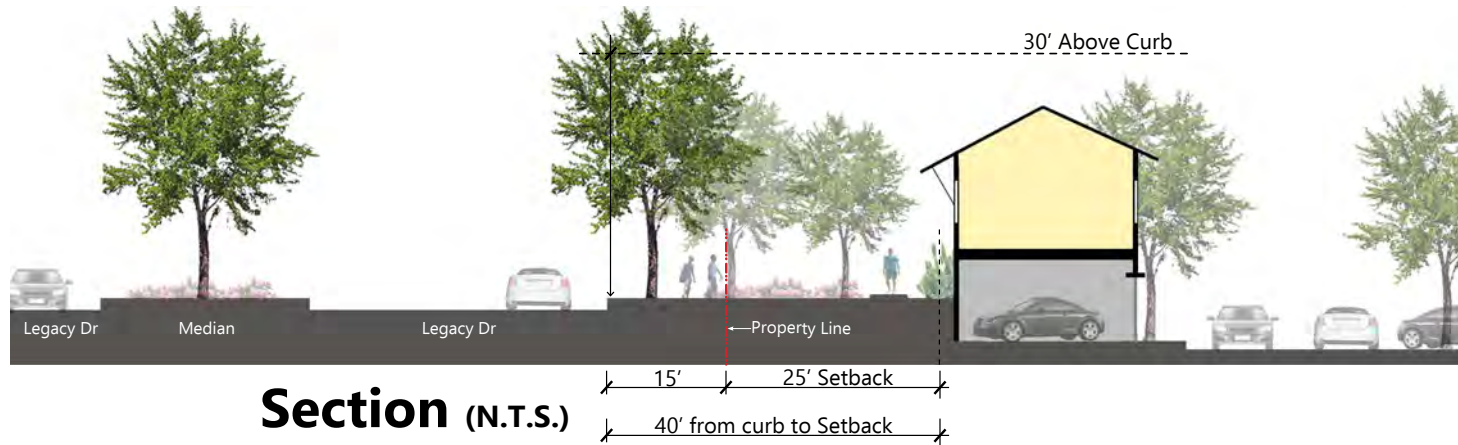 30' Above Curb
Legacy Dr
Median
Legacy Dr
Property Line
15'
25' Setback
Section (N.T.S.)
40' from curb to Setback